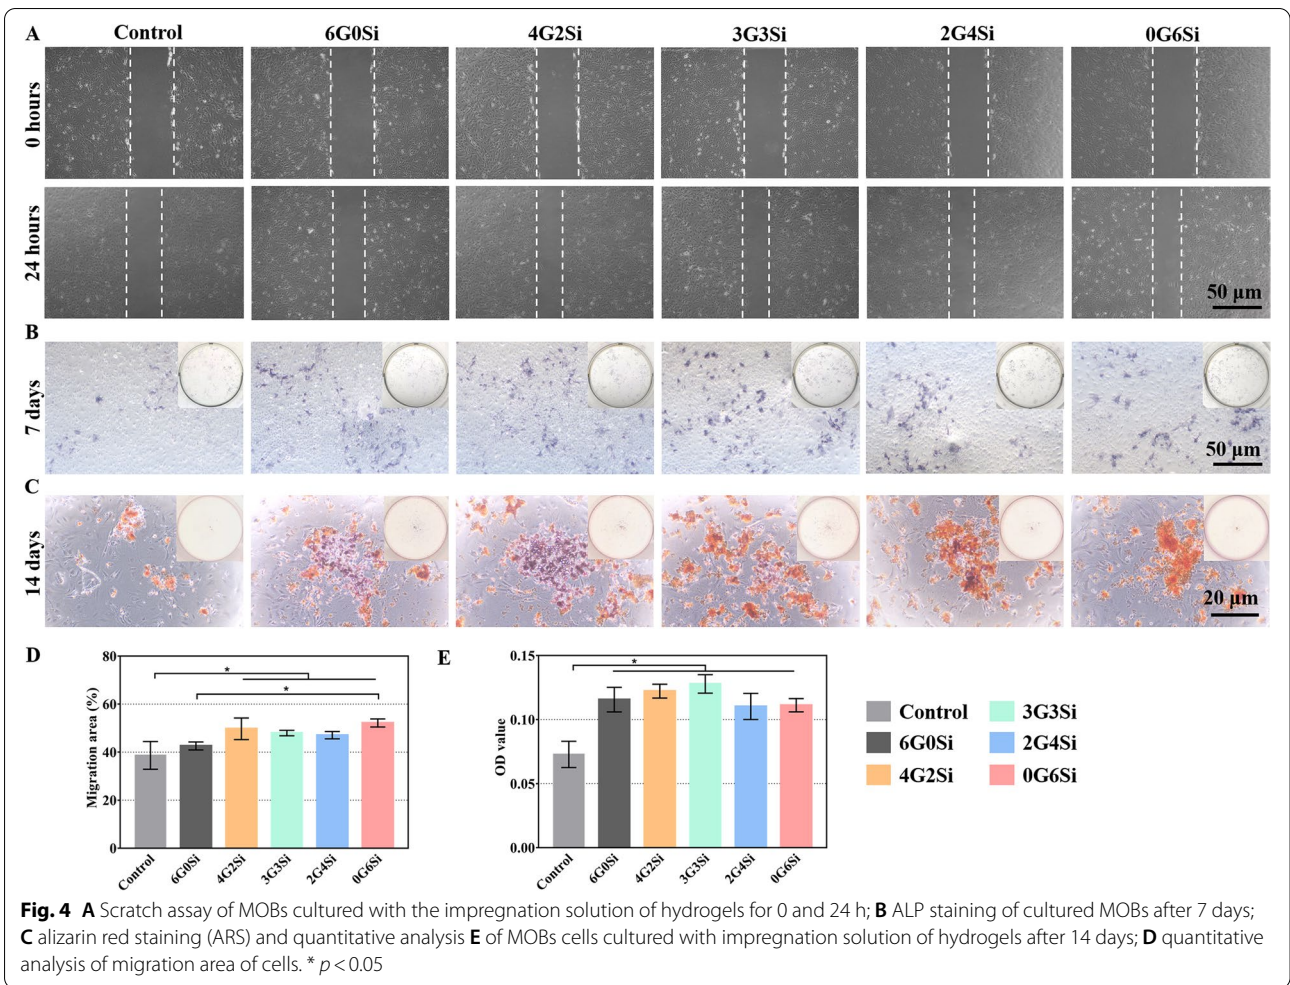 A
Control 6G0Si 4G2Si 3G3Si 2G4Si 0G6Si
0 hours
24 hours
50 µm
B
7 days
50 µm
C
14 days
20 µm
D
80
60
40
20
0
Migration area (%)
*
*
Control 6G0Si 4G2Si 3G3Si 2G4Si 0G6Si
E
0.15
0.10
0.05
0.00
OD value
*
Control 6G0Si 4G2Si 3G3Si 2G4Si 0G6Si
Control 3G3Si
6G0Si 2G4Si
4G2Si 0G6Si
Fig. 4 A Scratch assay of MOBs cultured with the impregnation solution of hydrogels for 0 and 24 h; B ALP staining of cultured MOBs after 7 days;
C alizarin red staining (ARS) and quantitative analysis E of MOBs cells cultured with impregnation solution of hydrogels after 14 days; D quantitative
analysis of migration area of cells. * p < 0.05